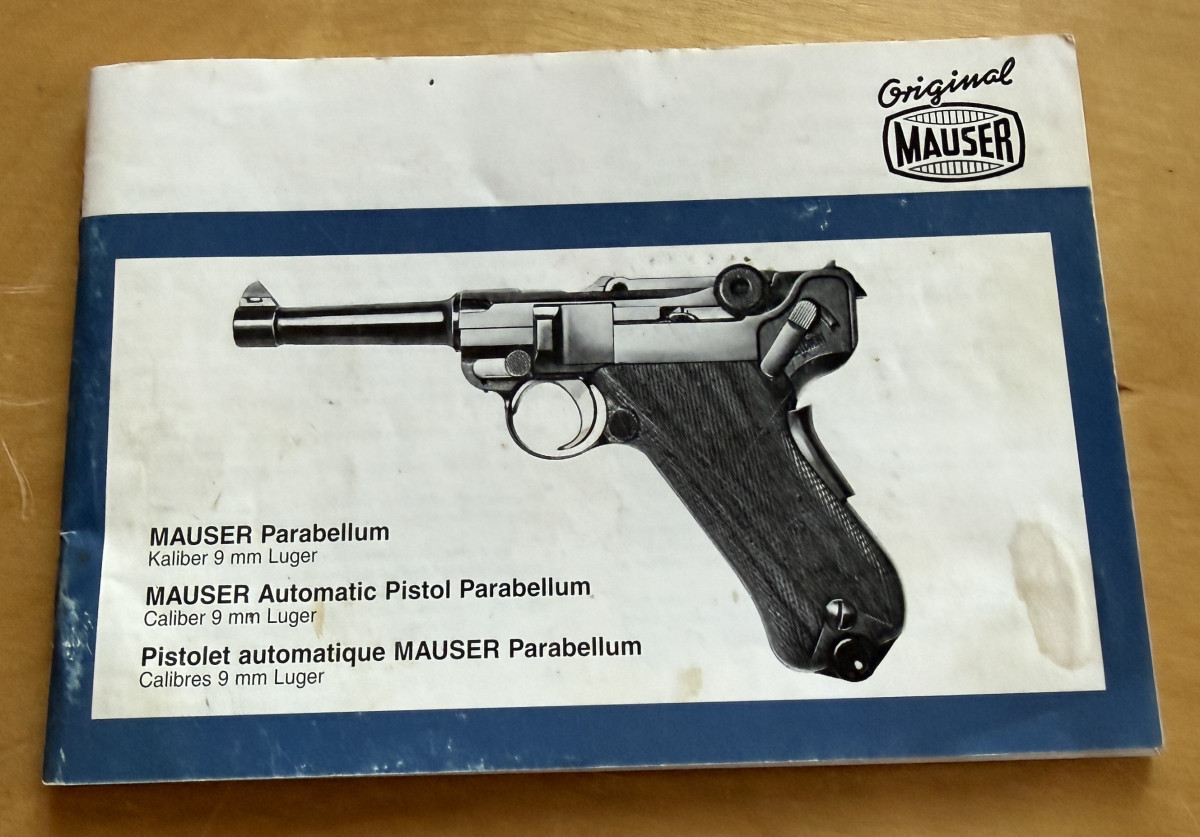 Original
MAUSER
MAUSER Parabellum
Kaliber 9 mm Luger
MAUSER Automatic Pistol Parabellum
Caliber 9 mm Luger
Pistolet automatique MAUSER Parabellum
Calibres 9 mm Luger